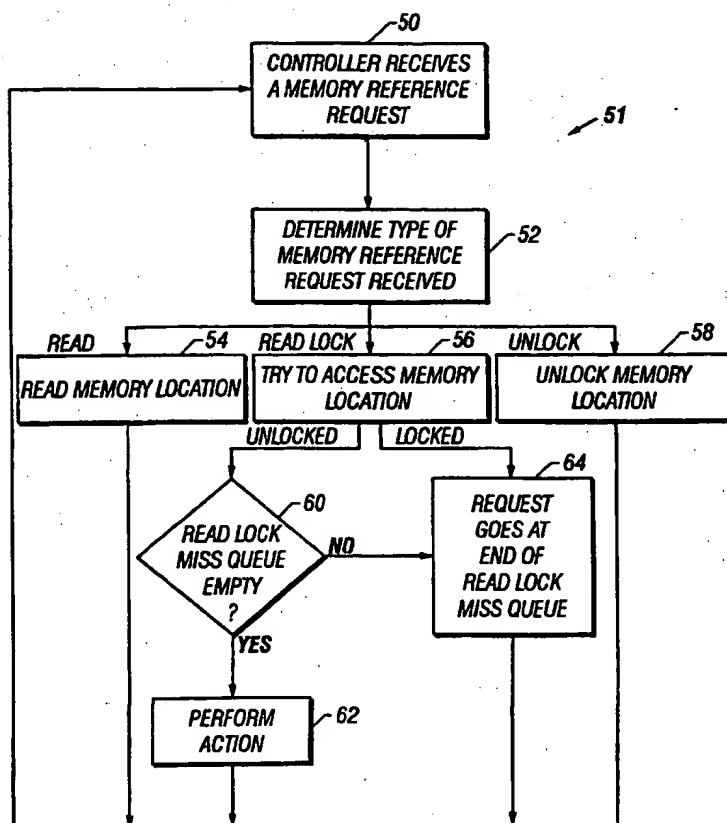 50
CONTROLLER RECEIVES
A MEMORY REFERENCE
REQUEST
51
DETERMINE TYPE OF
MEMORY REFERENCE
REQUEST RECEIVED
52
READ
54
READ LOCK
56
UNLOCK
58
READ MEMORY LOCATION
TRY TO ACCESS MEMORY
LOCATION
UNLOCK MEMORY
LOCATION
UNLOCKED
LOCKED
60
READ LOCK
MISS QUEUE
EMPTY
?
NO
YES
64
REQUEST
GOES AT
END OF
READ LOCK
MISS QUEUE
PERFORM
ACTION
62